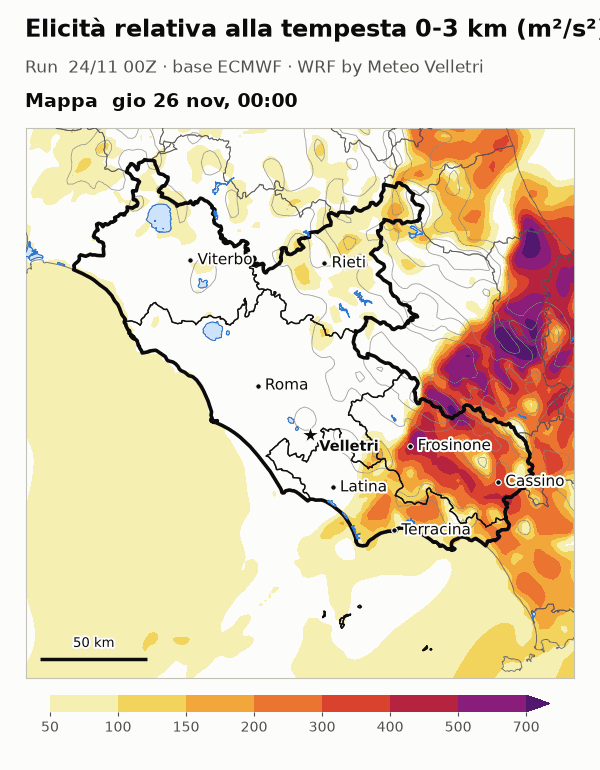 Elicità relativa alla tempesta 0-3 km (m²/s²)
Run  24/11 00Z · base ECMWF · WRF by Meteo Velletri
Mappa  gio 26 nov, 00:00
Viterbo
Rieti
Roma
Velletri
Frosinone
Cassino
Latina
Terracina
50 km
50 100 150 200 300 400 500 700